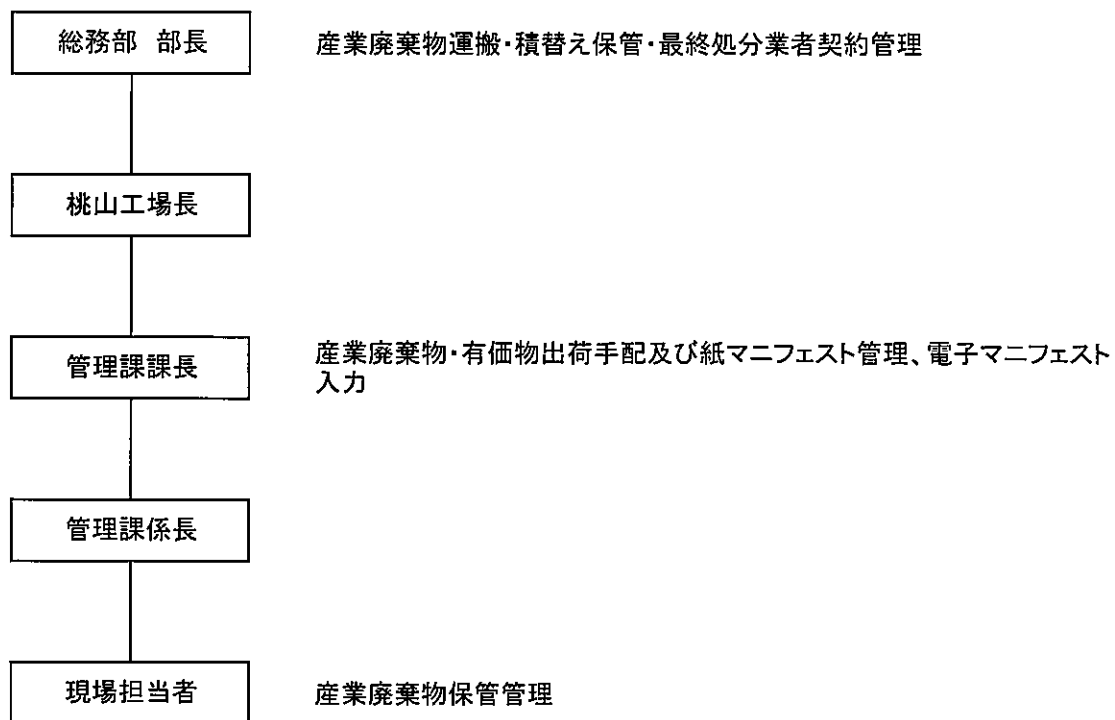 総務部 部長
産業廃棄物運搬・積替え保管・最終処分業者契約管理
桃山工場長
管理課課長
産業廃棄物・有価物出荷手配及び紙マニフェスト管理、電子マニフェスト
入力
管理課係長
現場担当者
産業廃棄物保管管理